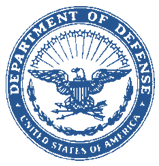 DEPARTMENT OF DEFENSE
UNITED STATES OF AMERICA